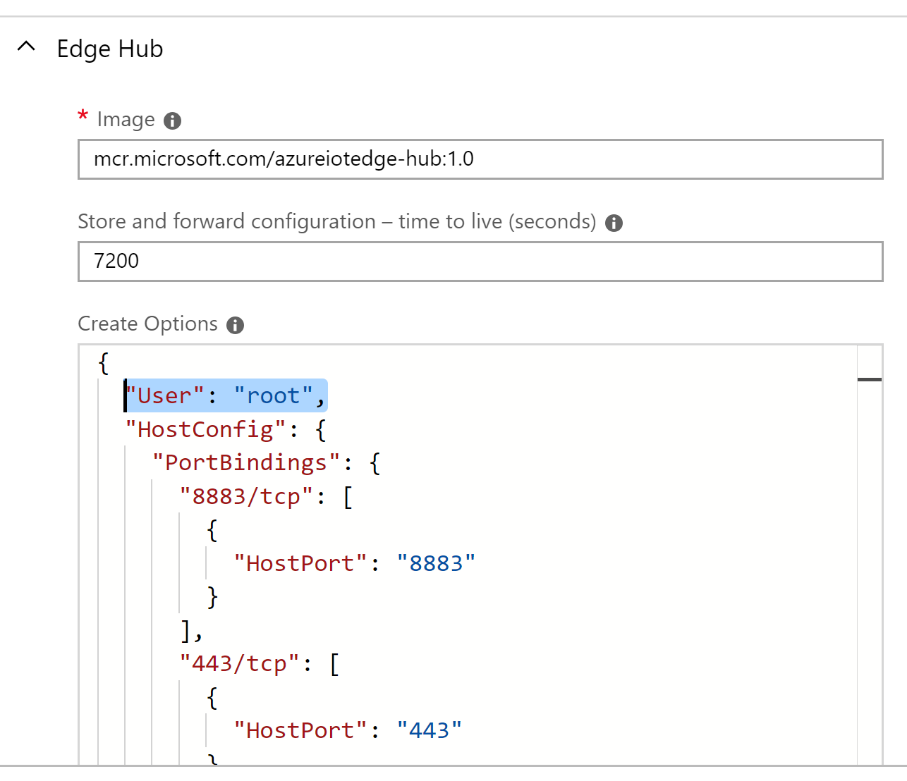 Edge Hub
* Image
mcr.microsoft.com/azureiotedge-hub:1.0
Store and forward configuration – time to live (seconds)
7200
Create Options
{
"User": "root",
"HostConfig": {
"PortBindings": {
"8883/tcp": [
{
"HostPort": "8883"
}
],
"443/tcp": [
{
"HostPort": "443"
}